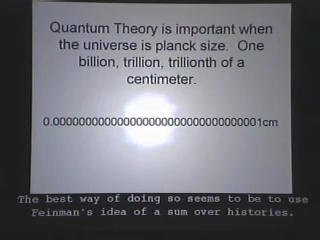 Quantum Theory is important when
the universe is planck size. One
billion, trillion, trillionth of a
centimeter.
0.000000000000000000000000000000001cm
The best way of doing so seems to be to use
Feinman's idea of a sum over histories.